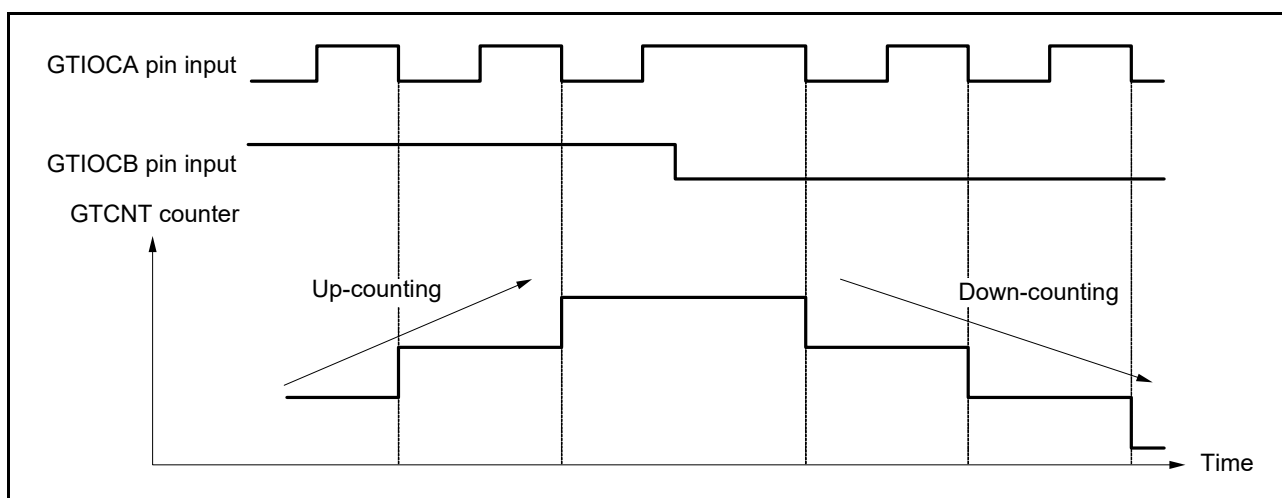 GTIOCA pin input
GTIOCB pin input
GTCNT counter
Up-counting
Down-counting
Time